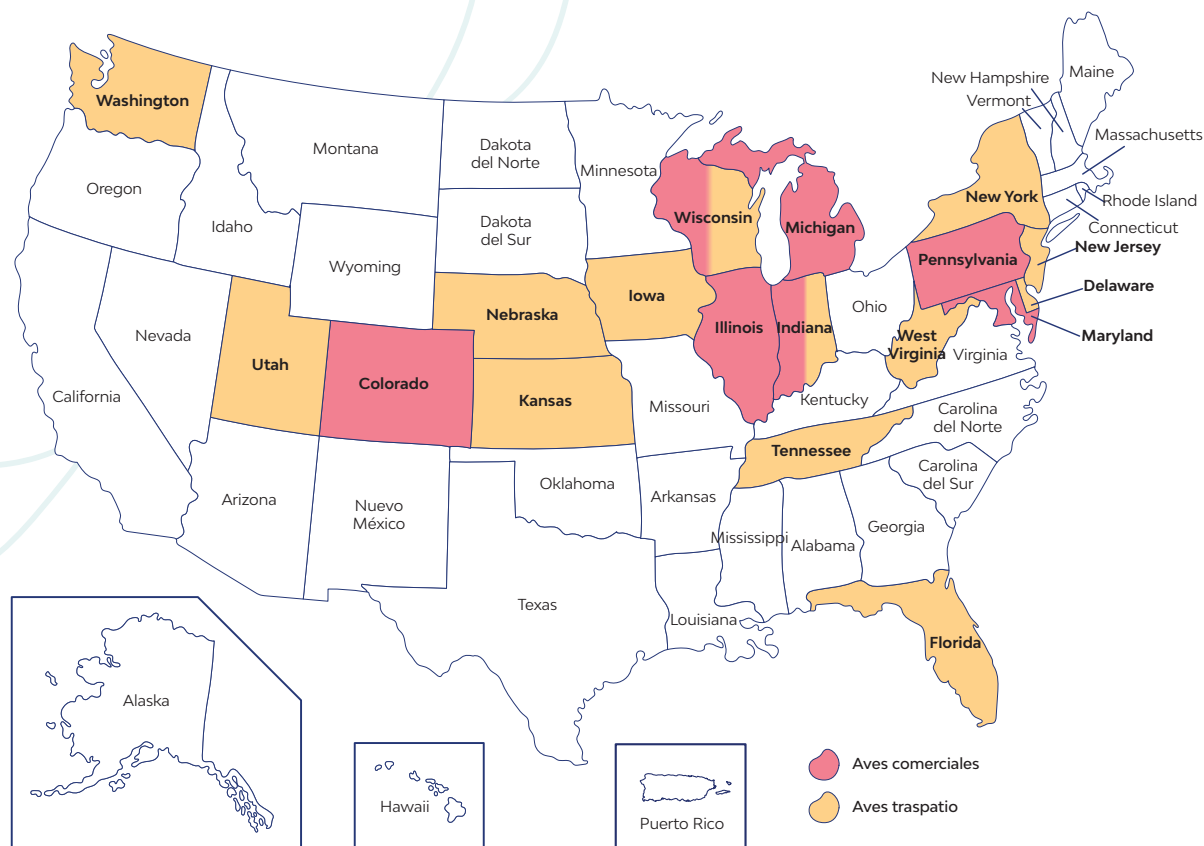 Washington
Oregon
Idaho
Montana
Wyoming
Dakota
del Norte
Dakota
del Sur
Minnesota
Wisconsin
Michigan
New Hampshire
Vermont
Maine
Massachusetts
New York
Rhode Island
Connecticut
New Jersey
Pennsylvania
Delaware
Maryland
California
Nevada
Utah
Colorado
Nebraska
Kansas
Iowa
Illinois
Indiana
Ohio
West
Virginia
Virginia
Missouri
Kentucky
Carolina
del Norte
Tennessee
Carolina
del Sur
Arizona
Nuevo
México
Oklahoma
Arkansas
Mississippi
Alabama
Georgia
Texas
Louisiana
Florida
Alaska
Hawaii
Puerto Rico
Aves comerciales
Aves traspatio